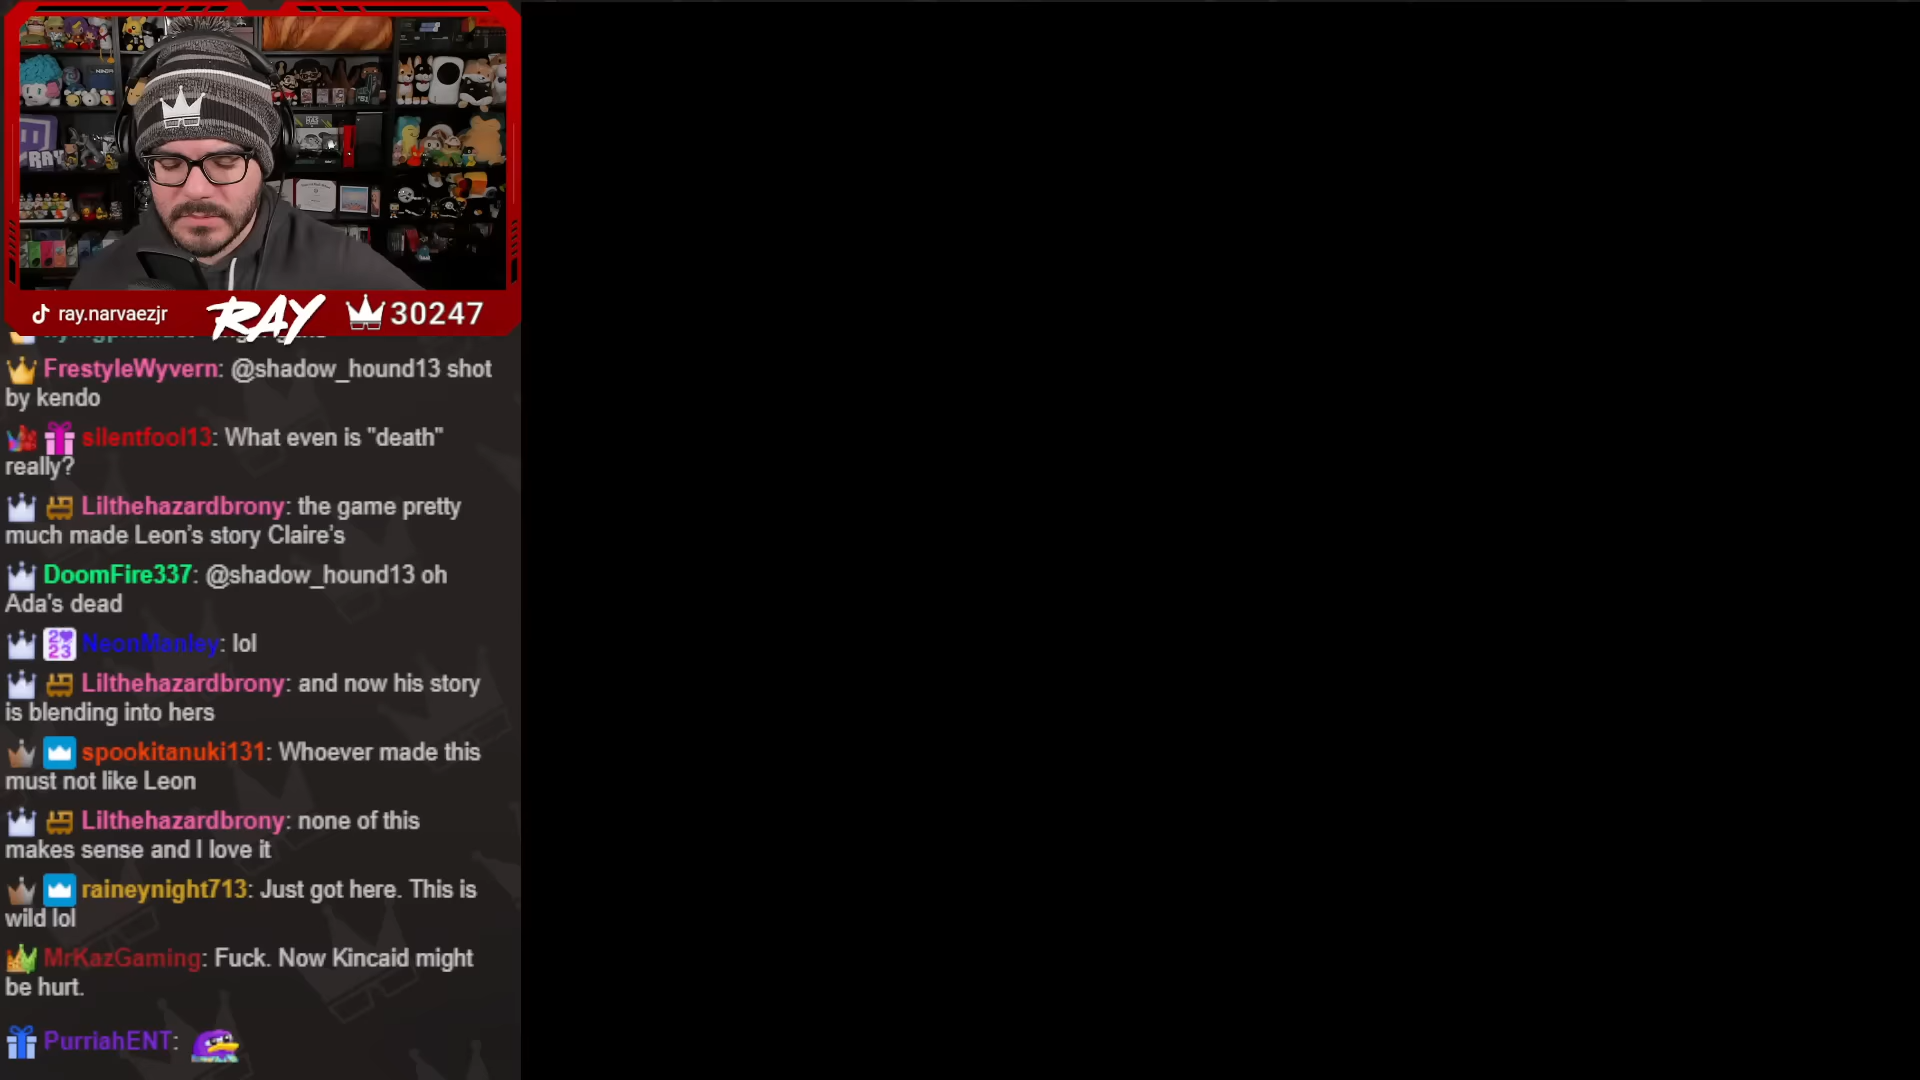 ray.narvaezjr RAY 30247
FrestyleWyvern: @shadow_hound13 shot
by kendo
silentfool13: What even is "death"
really?
Lilthehazardbrony: the game pretty
much made Leon's story Claire's
DoomFire337: @shadow_hound13 oh
Ada's dead
NeonManley: lol
Lilthehazardbrony: and now his story
is blending into hers
spookitanuki131: Whoever made this
must not like Leon
Lilthehazardbrony: none of this
makes sense and I love it
raineynight713: Just got here. This is
wild lol
MrKazGaming: Fuck. Now Kincaid might
be hurt.
PurriahENT: